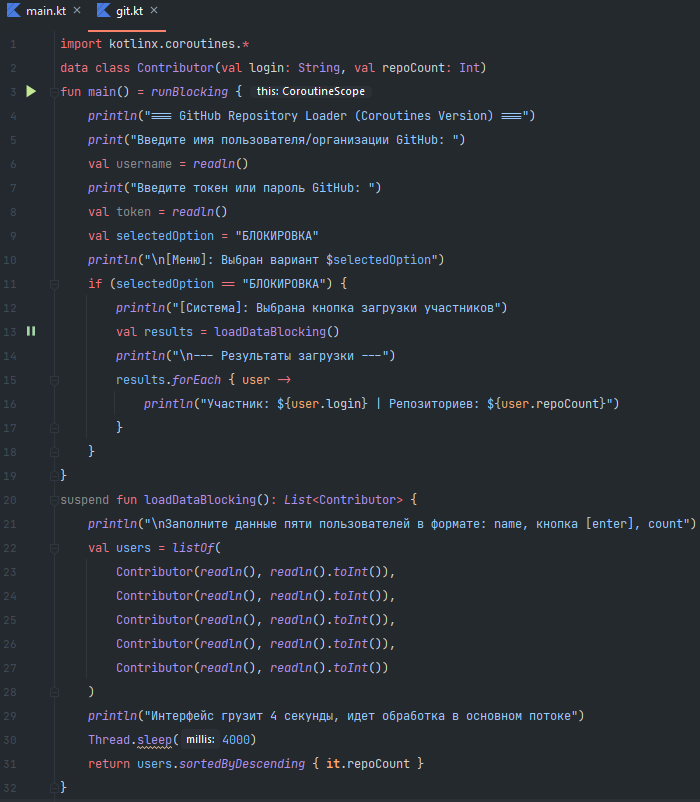 main.kt git.kt
1 import kotlinx.coroutines.*
2 data class Contributor(val login: String, val repoCount: Int)
3 fun main() = runBlocking { this: CoroutineScope
4 println("=== GitHub Repository Loader (Coroutines Version) ===")
5 print("Введите имя пользователя/организации GitHub: ")
6 val username = readln()
7 print("Введите токен или пароль GitHub: ")
8 val token = readln()
9 val selectedOption = "БЛОКИРОВКА"
10 println("\n[Меню]: Выбран вариант $selectedOption")
11 if (selectedOption == "БЛОКИРОВКА") {
12 println("[Система]: Выбрана кнопка загрузки участников")
13 val results = loadDataBlocking()
14 println("\n--- Результаты загрузки ---")
15 results.forEach { user ->
16 println("Участник: ${user.login} | Репозиториев: ${user.repoCount}")
17 }
18 }
19 }
20 suspend fun loadDataBlocking(): List<Contributor> {
21 println("\nЗаполните данные пяти пользователей в формате: name, кнопка [enter], count")
22 val users = listOf(
23 Contributor(readln(), readln().toInt()),
24 Contributor(readln(), readln().toInt()),
25 Contributor(readln(), readln().toInt()),
26 Contributor(readln(), readln().toInt()),
27 Contributor(readln(), readln().toInt())
28 )
29 println("Интерфейс грузит 4 секунды, идет обработка в основном потоке")
30 Thread.sleep( millis: 4000)
31 return users.sortedByDescending { it.repoCount }
32 }